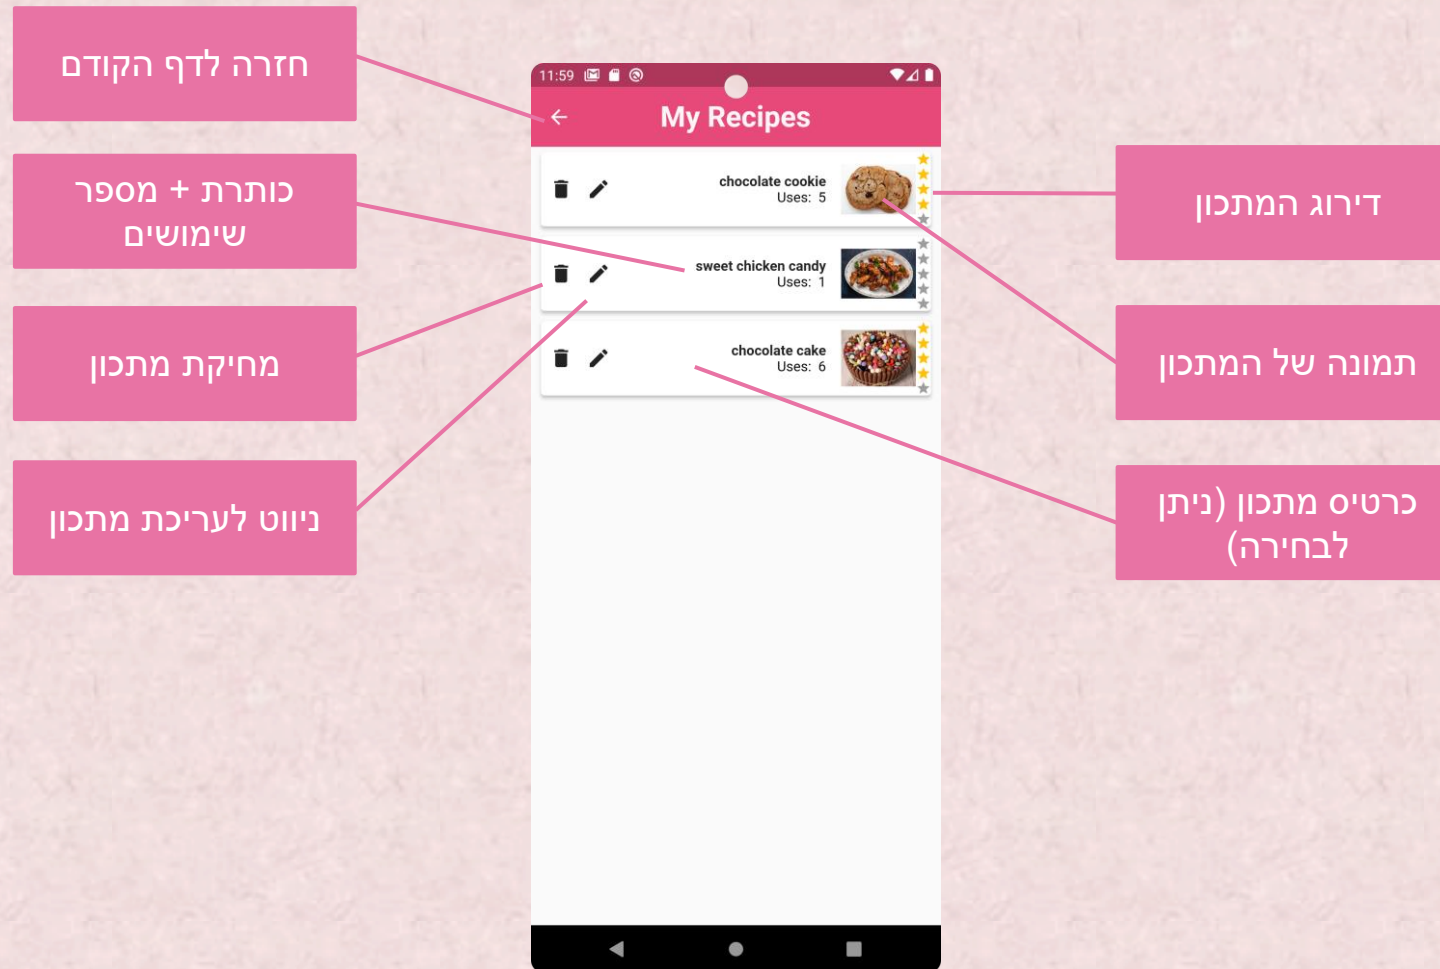 חזרה לדף הקודם
כותרת + מספר
שימושים
מחיקת מתכון
ניווט לעריכת מתכון
11:59
My Recipes
chocolate cookie
Uses: 5
sweet chicken candy
Uses: 1
chocolate cake
Uses: 6
דירוג המתכון
תמונה של המתכון
כרטיס מתכון (ניתן
לבחירה)